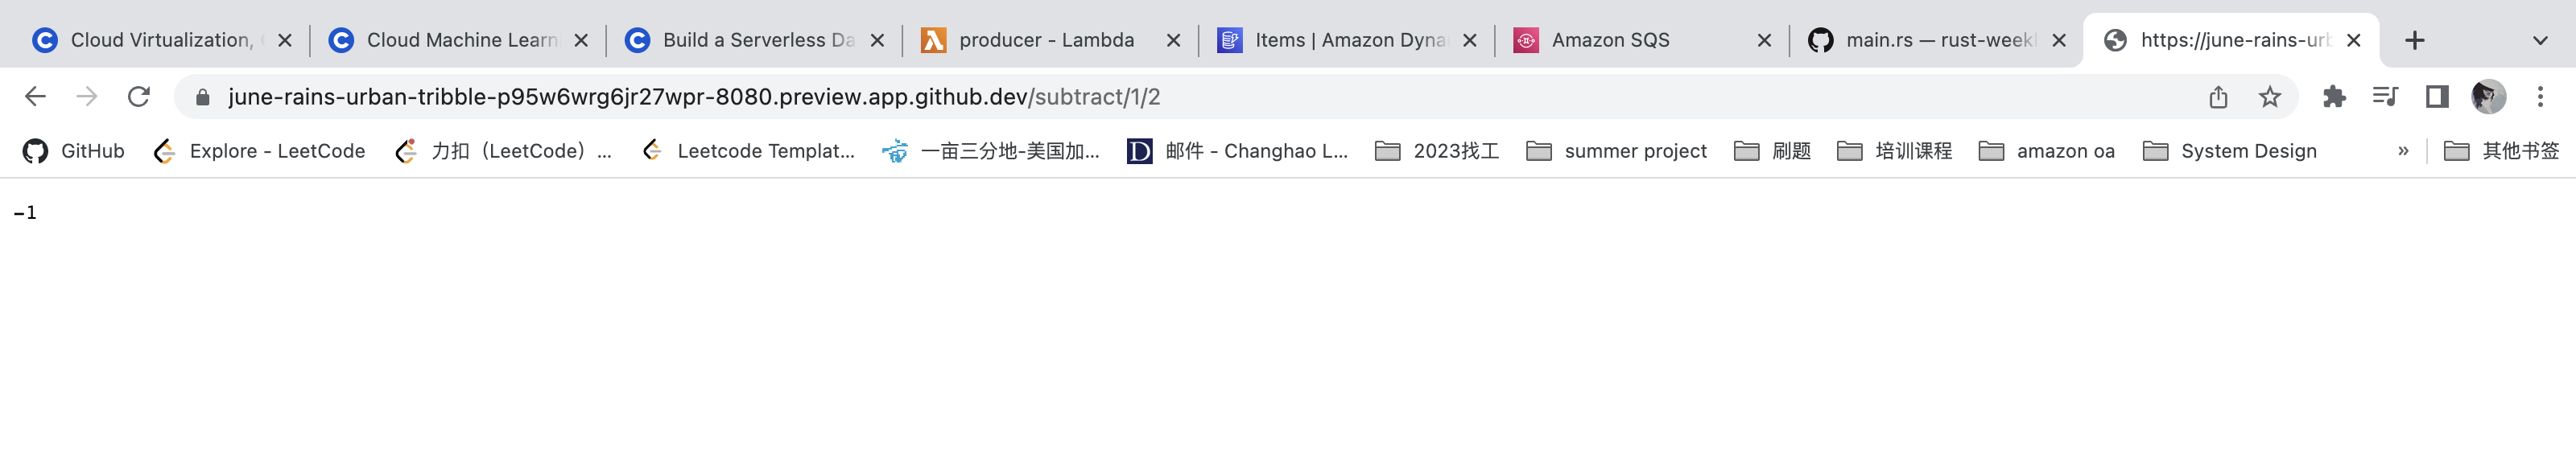 Cloud Virtualization, Cloud Machine Learn Build a Serverless Da producer - Lambda Items | Amazon Dyna Amazon SQS main.rs — rust-weekl https://june-rains-urb
june-rains-urban-tribble-p95w6wrg6jr27wpr-8080.preview.app.github.dev/subtract/1/2
GitHub Explore - LeetCode 力扣（LeetCode） ... Leetcode Templat... 一亩三分地-美国加... 邮件 - Changhao L... 2023找工 summer project 刷题 培训课程 amazon oa System Design » 其他书签
-1